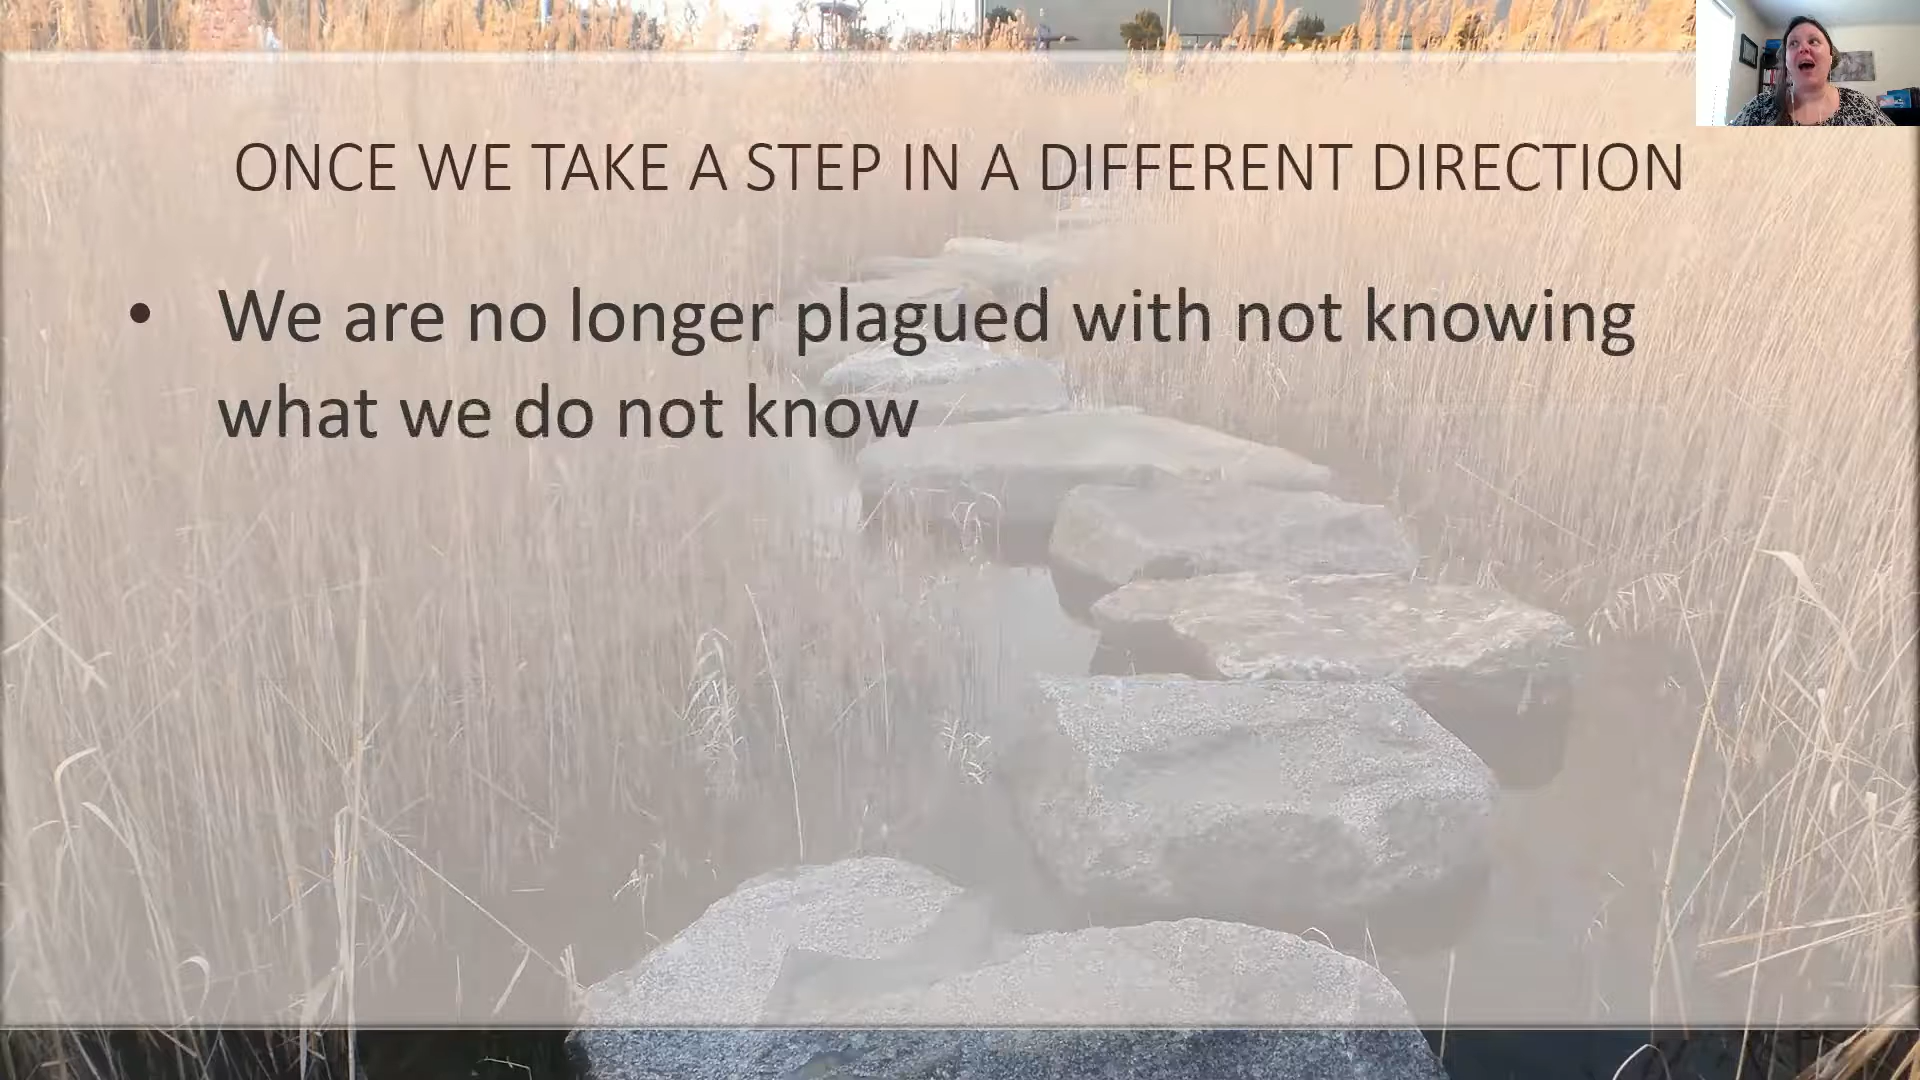 ONCE WE TAKE A STEP IN A DIFFERENT DIRECTION
• We are no longer plagued with not knowing
what we do not know